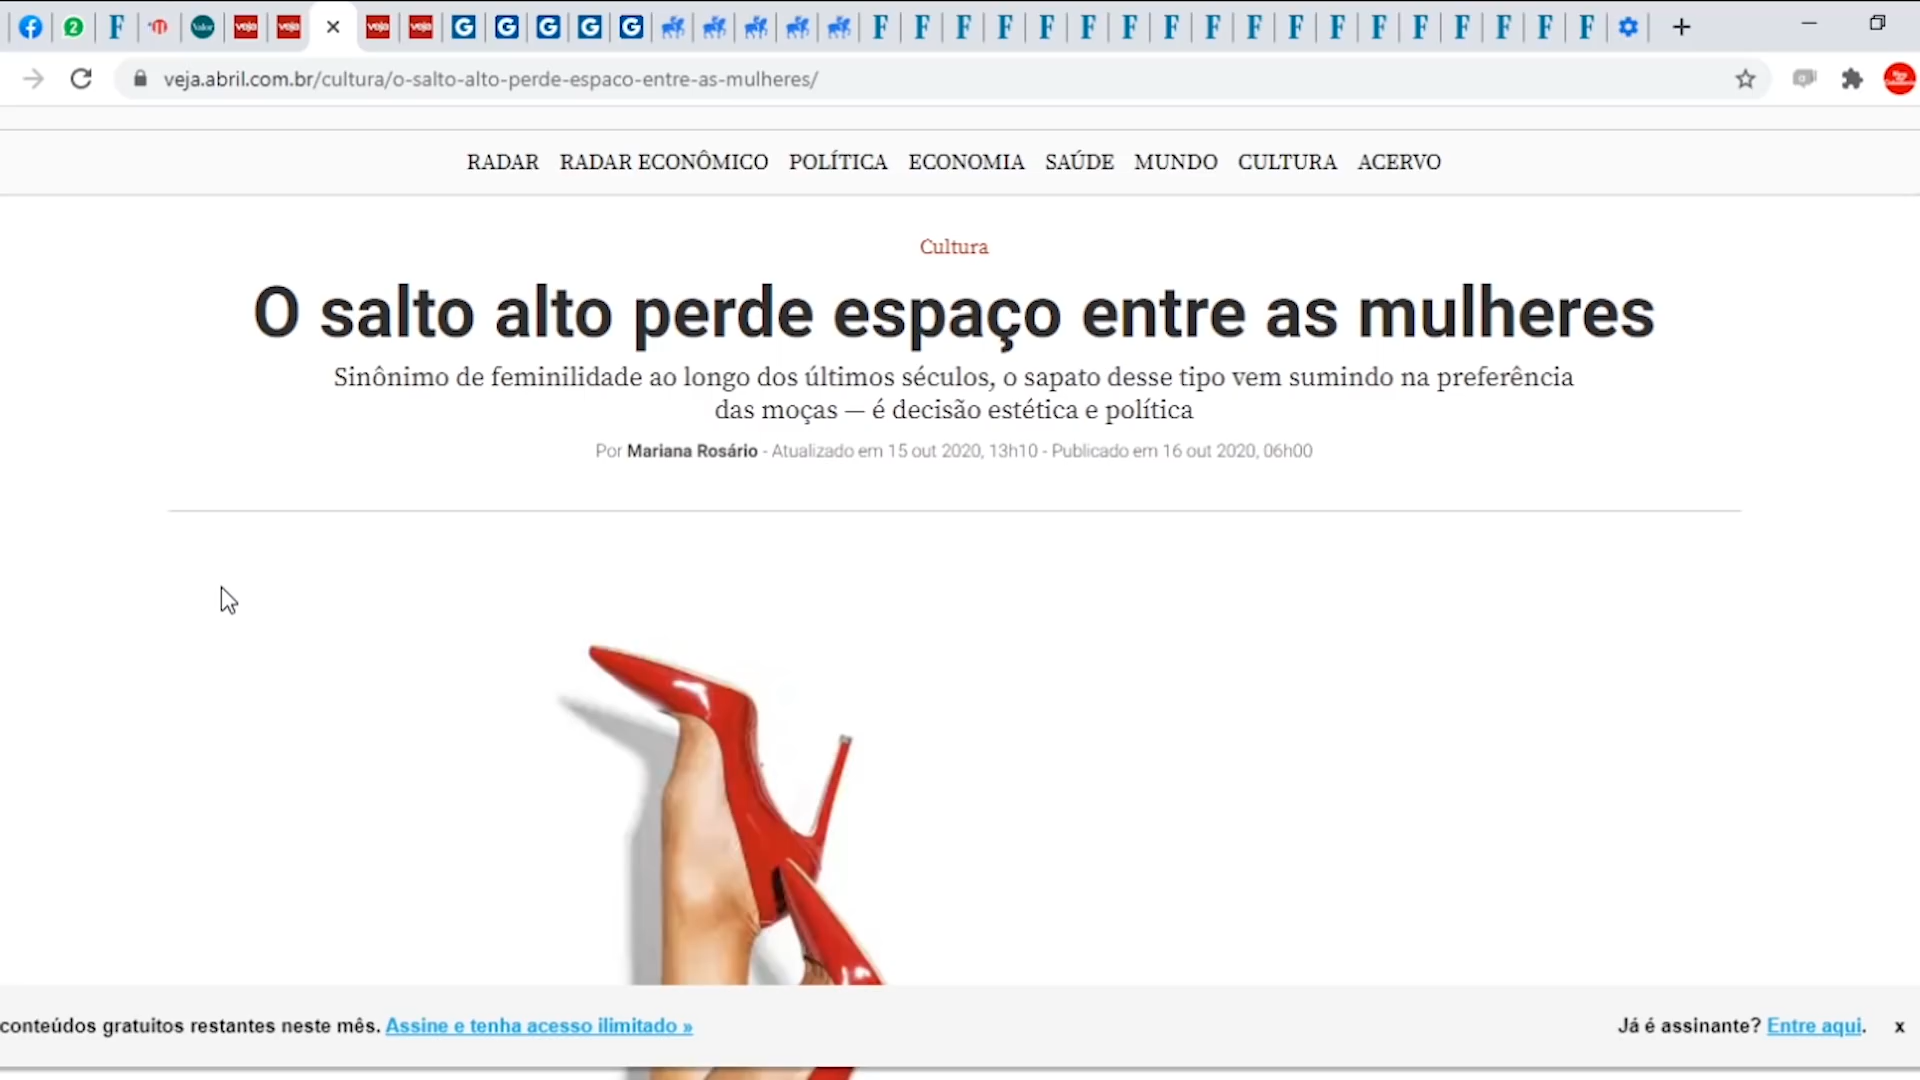 veja.abril.com.br/cultura/o-salto-alto-perde-espaco-entre-as-mulheres/
RADAR RADAR ECONÔMICO POLÍTICA ECONOMIA SAÚDE MUNDO CULTURA ACERVO
Cultura
O salto alto perde espaço entre as mulheres
Sinônimo de feminilidade ao longo dos últimos séculos, o sapato desse tipo vem sumindo na preferência
das moças — é decisão estética e política
Por Mariana Rosário - Atualizado em 15 out 2020, 13h10 - Publicado em 16 out 2020, 06h00
conteúdos gratuitos restantes neste mês. Assine e tenha acesso ilimitado »
Já é assinante? Entre aqui. x